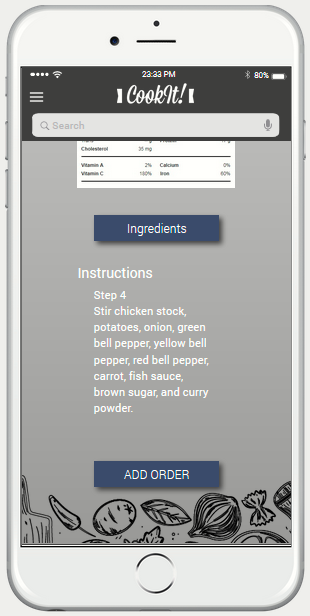 23:33 PM
80%
CookIt!
Search
Cholesterol 35 mg
Vitamin A 2% Calcium 0%
Vitamin C 180% Iron 60%
Ingredients
Instructions
Step 4
Stir chicken stock,
potatoes, onion, green
bell pepper, yellow bell
pepper, red bell pepper,
carrot, fish sauce,
brown sugar, and curry
powder.
ADD ORDER